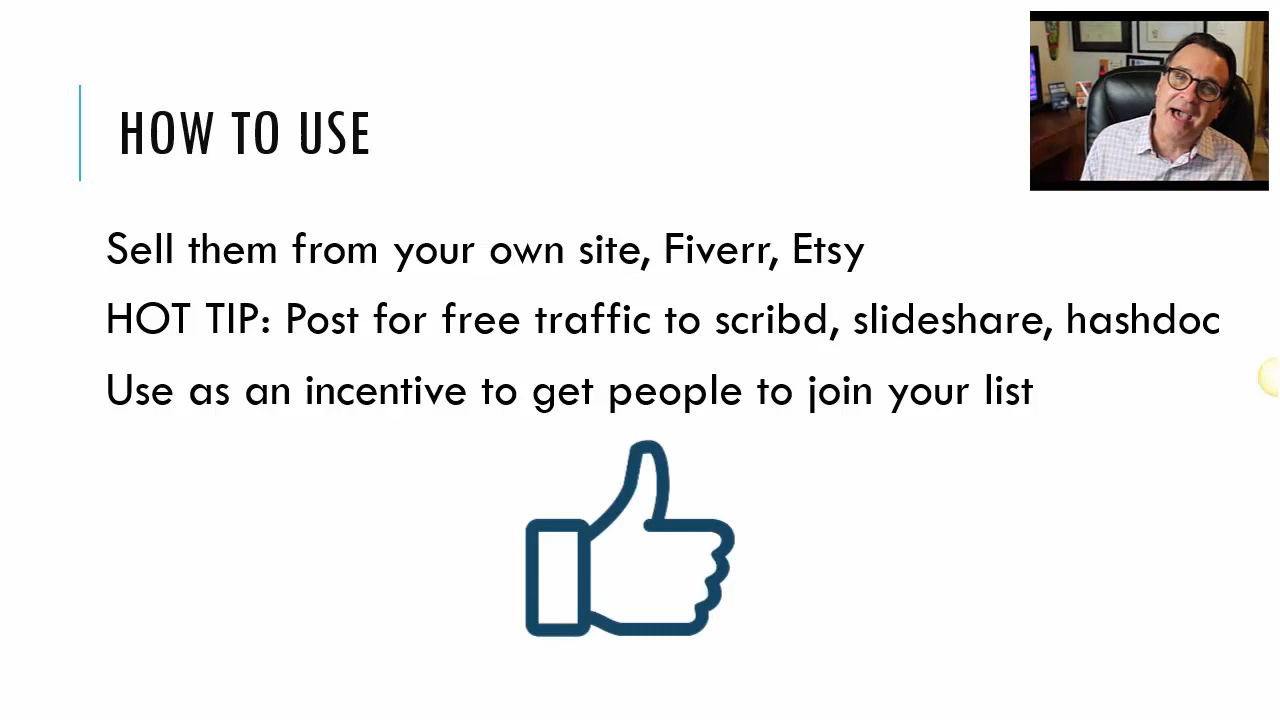 HOW TO USE
Sell them from your own site, Fiverr, Etsy
HOT TIP: Post for free traffic to scribd, slideshare, hashdoc
Use as an incentive to get people to join your list